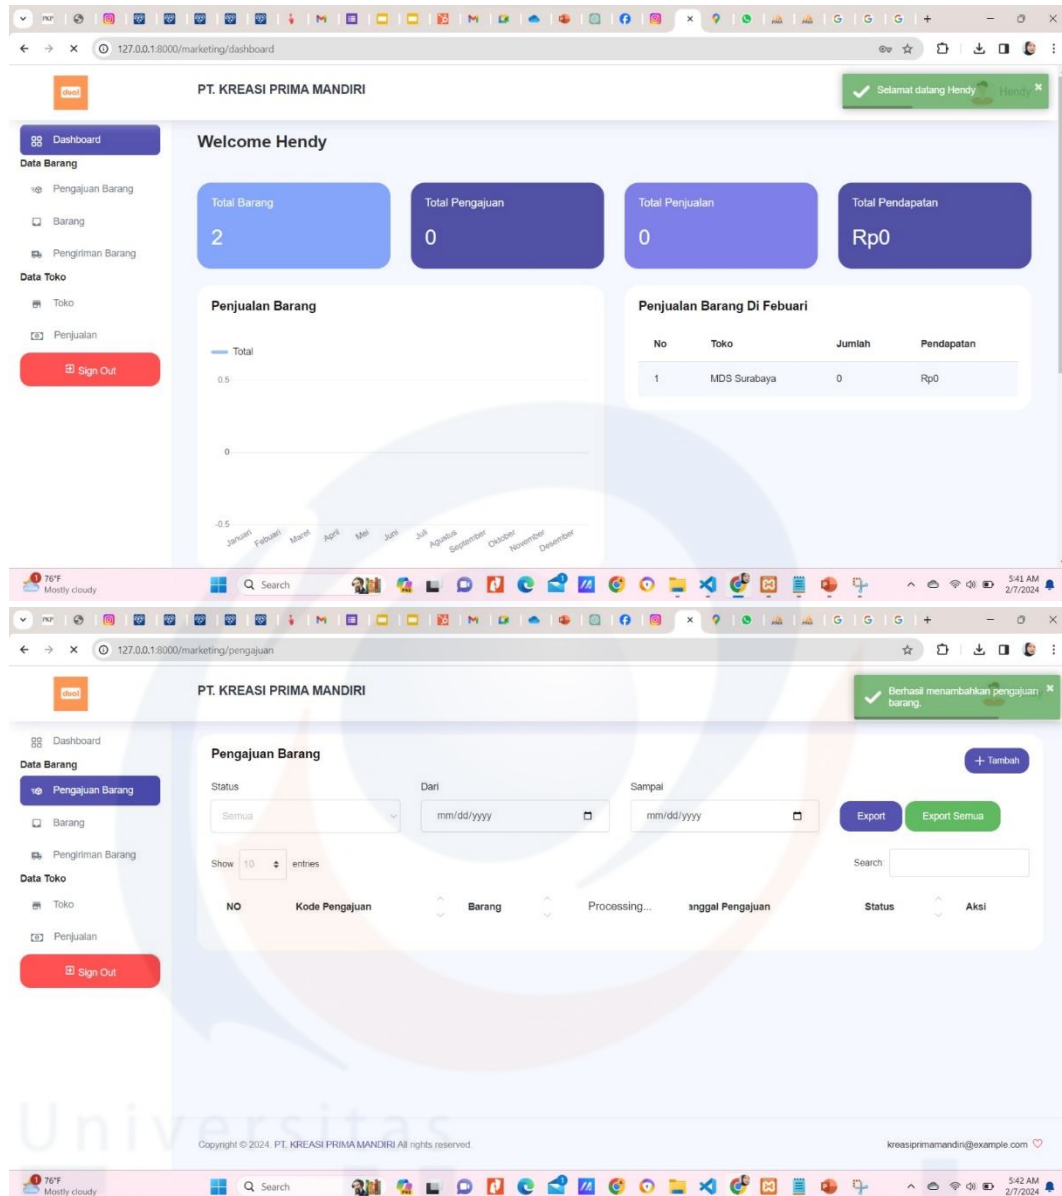 127.0.0.1:8000/marketing/dashboard
dual
PT. KREASI PRIMA MANDIRI
Selamat datang Hendy
Hendy
Dashboard
Data Barang
Pengajuan Barang
Barang
Pengiriman Barang
Data Toko
Toko
Penjualan
Sign Out
Welcome Hendy
Total Barang
2
Total Pengajuan
0
Total Penjualan
0
Total Pendapatan
Rp0
Penjualan Barang
Total
0.5
0
-0.5
Januari Febuari Maret April Mei Juni Juli Agustus September Oktober November Desember
Penjualan Barang Di Febuari
No Toko Jumlah Pendapatan
1 MDS Surabaya 0 Rp0
76°F
Mostly cloudy
Search
5:41 AM
2/7/2024
127.0.0.1:8000/marketing/pengajuan
dual
PT. KREASI PRIMA MANDIRI
Berhasil menambahkan pengajuan
barang.
Dashboard
Data Barang
Pengajuan Barang
Barang
Pengiriman Barang
Data Toko
Toko
Penjualan
Sign Out
Pengajuan Barang
+ Tambah
Status Dari Sampai
Semua mm/dd/yyyy mm/dd/yyyy Export Export Semua
Show 10 entries Search:
NO Kode Pengajuan Barang Processing... anggal Pengajuan Status Aksi
Universitas
Copyright © 2024. PT. KREASI PRIMA MANDIRI All rights reserved.
kreasiprimamandiri@example.com
76°F
Mostly cloudy
Search
5:42 AM
2/7/2024